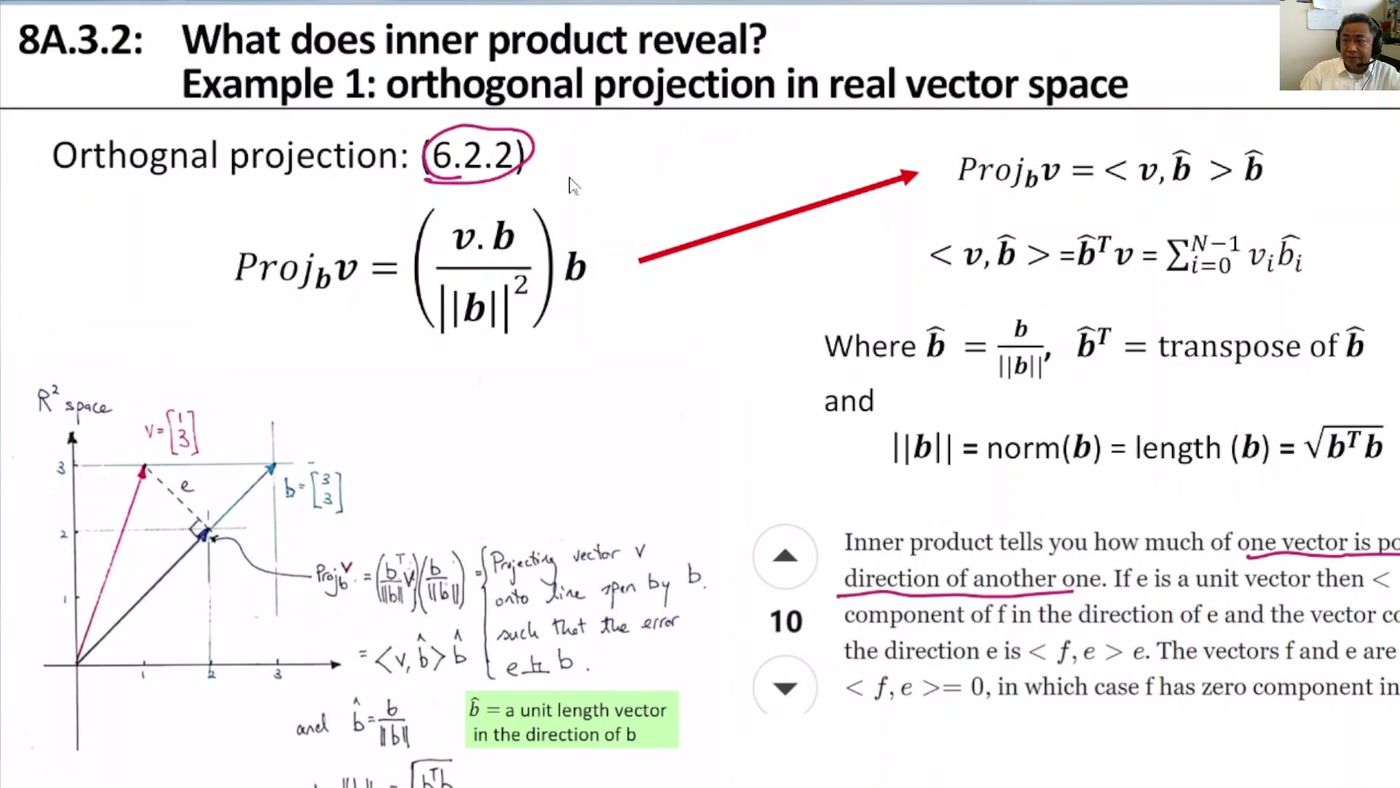 8A.3.2: What does inner product reveal?
Example 1: orthogonal projection in real vector space
Orthognal projection: (6.2.2)
Proj_b v = (v.b / ||b||²) b
Proj_b v = < v, b̂ > b̂
< v, b̂ > =b̂ᵀv = Σ_{i=0}^{N−1} v_i b̂_i
Where b̂ = b / ||b||, b̂ᵀ = transpose of b̂
and
||b|| = norm(b) = length (b) = √bᵀb
R² space
v=[1 3]
3
e
b=[3 3]
2
1
1 2 3
Proj_b v = (bᵀ/||b|| v)(b/||b||) = { Projecting vector v
onto line span by b.
such that the error
e ⊥ b.
= <v, b̂> b̂
and b̂ = b / ||b||
||b|| = √bᵀb
b̂ = a unit length vector
in the direction of b
10
Inner product tells you how much of one vector is po
direction of another one. If e is a unit vector then <
component of f in the direction of e and the vector co
the direction e is < f, e > e. The vectors f and e are
< f, e >= 0, in which case f has zero component in